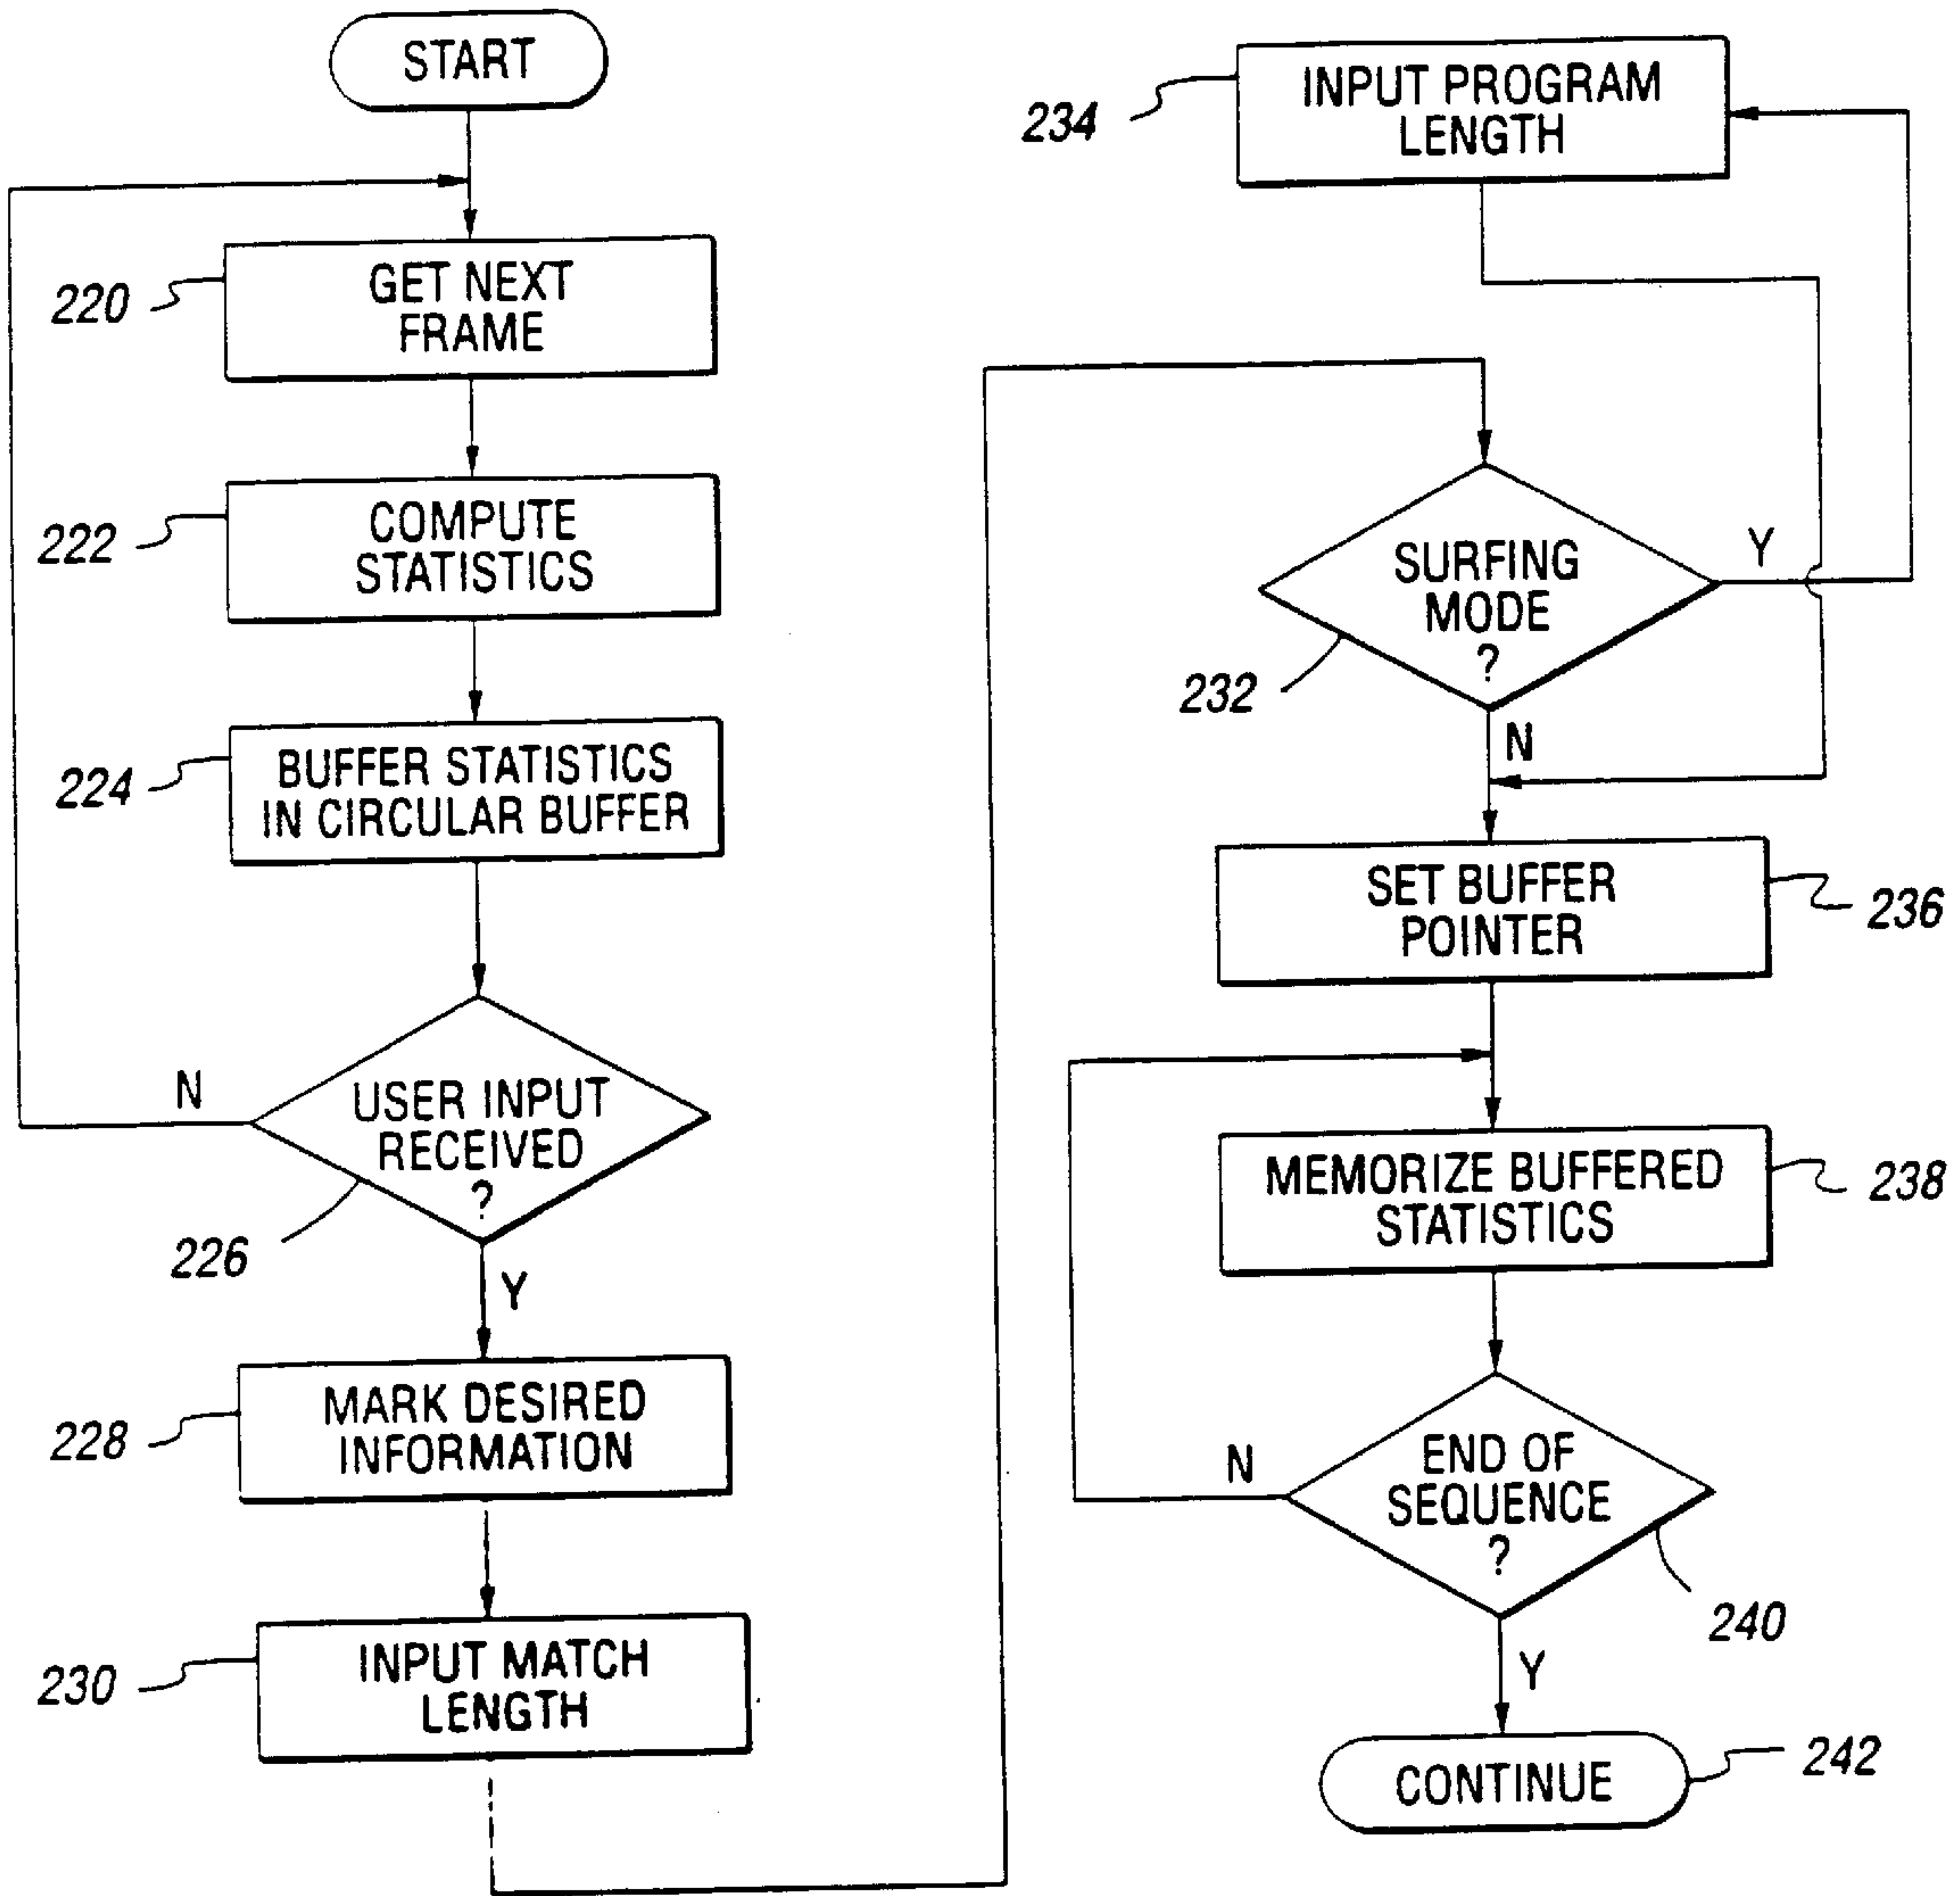 START
220
GET NEXT
FRAME
222
COMPUTE
STATISTICS
224
BUFFER STATISTICS
IN CIRCULAR BUFFER
N
USER INPUT
RECEIVED
?
226
Y
228
MARK DESIRED
INFORMATION
230
INPUT MATCH
LENGTH
234
INPUT PROGRAM
LENGTH
SURFING
MODE
?
Y
232
N
SET BUFFER
POINTER
236
MEMORIZE BUFFERED
STATISTICS
238
N
END OF
SEQUENCE
?
240
Y
CONTINUE
242